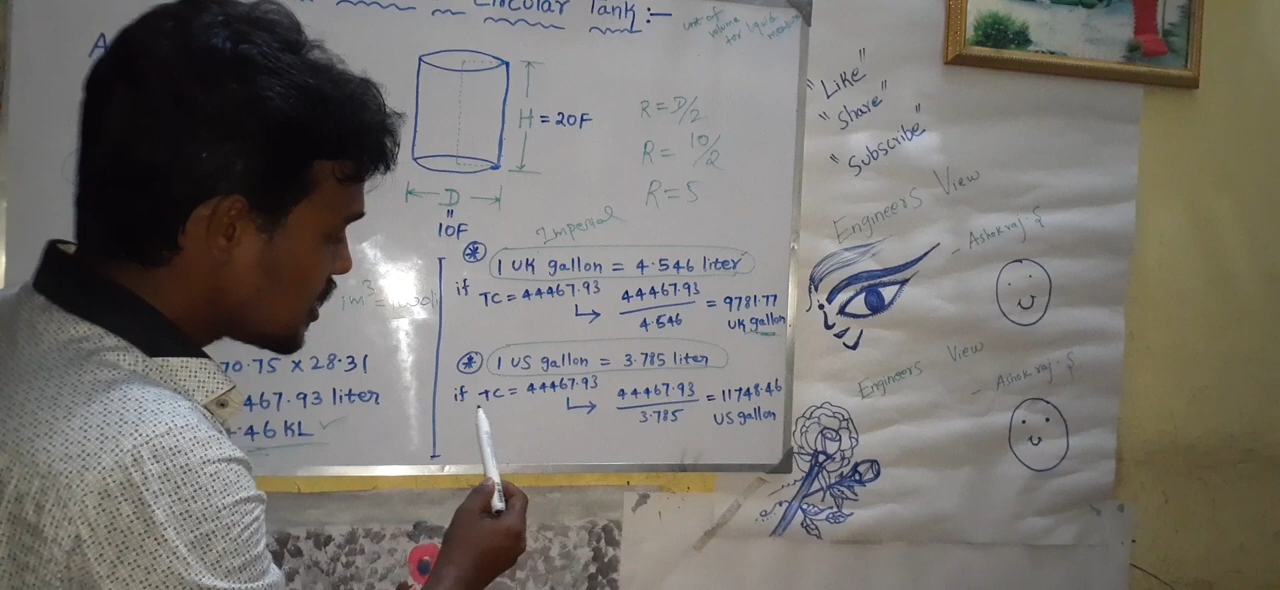 Circular Tank:-
unit of
volume
for liquid
H = 20F
D
"
10F
R = D/2
R = 10/2
R = 5
70.75 x 28.31
467.93 liter
.46 KL ✓
Imperial
* 1 UK gallon = 4.546 liter
if TC = 44467.93 ↳ 44467.93/4.546 = 9781.77
UK gallon
* 1 US gallon = 3.785 liter
if TC = 44467.93 ↳ 44467.93/3.785 = 11748.46
US gallon
"Like"
"Share"
"Subscribe"
Engineers View
- Ashokraj.S
Engineers View
- Ashokraj.S